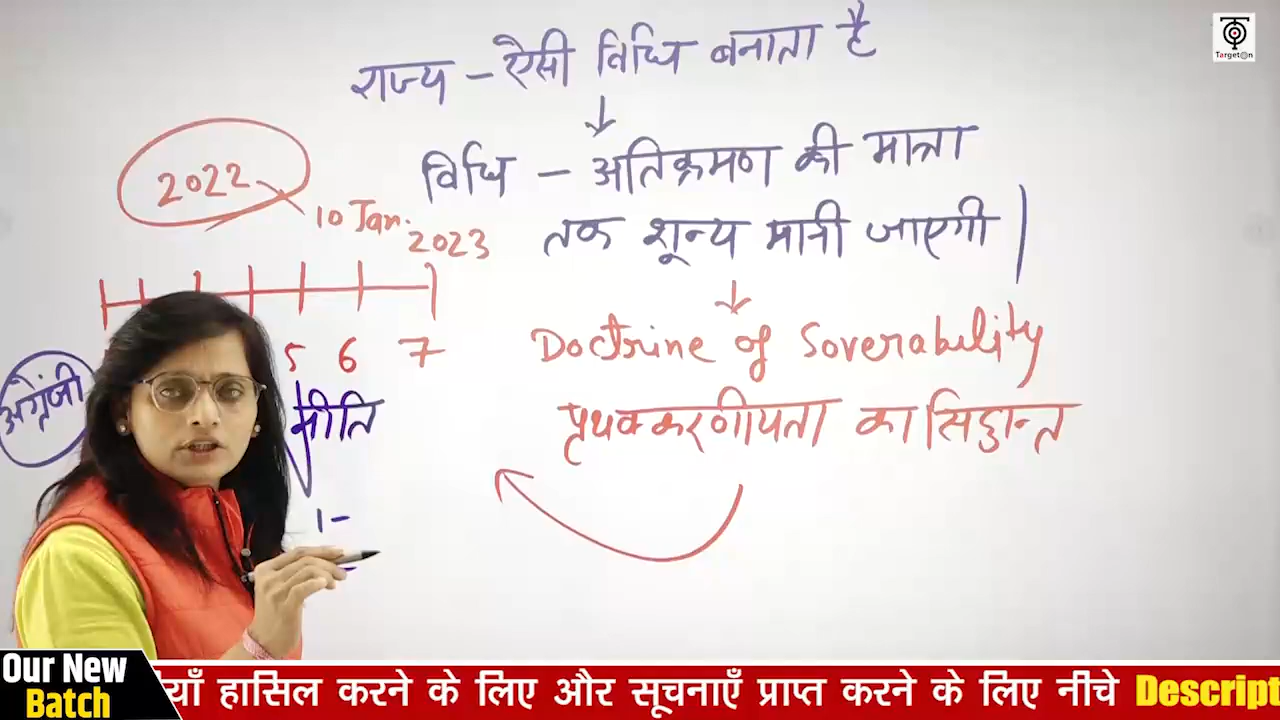 राज्य – ऐसी विधि बनाता है
↓
विधि – अतिक्रमण की मात्रा
तक शून्य मानी जाएगी |
↓
Doctrine of Soverability
पृथक्करणीयता का सिद्धान्त
2022
10 Jan.
2023
5 6 7
अंग्रेजी
नीति
1-
Target@n
Our New
Batch
याँ हासिल करने के लिए और सूचनाएँ प्राप्त करने के लिए नीचे Descript